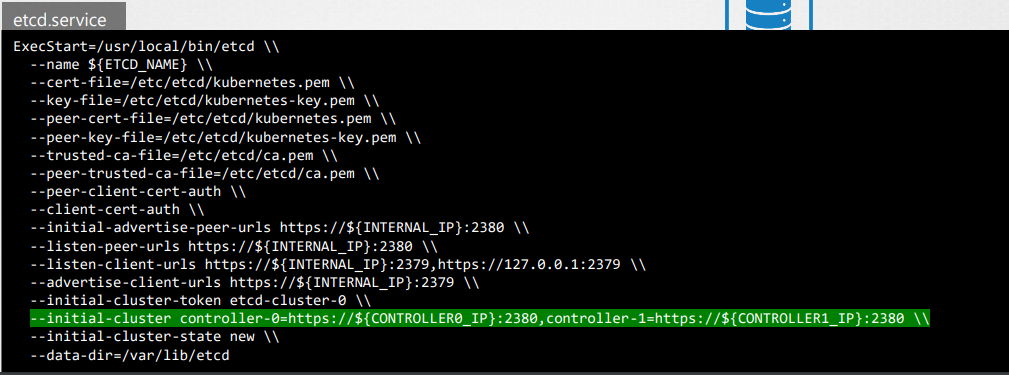 etcd.service
ExecStart=/usr/local/bin/etcd \\
--name ${ETCD_NAME} \\
--cert-file=/etc/etcd/kubernetes.pem \\
--key-file=/etc/etcd/kubernetes-key.pem \\
--peer-cert-file=/etc/etcd/kubernetes.pem \\
--peer-key-file=/etc/etcd/kubernetes-key.pem \\
--trusted-ca-file=/etc/etcd/ca.pem \\
--peer-trusted-ca-file=/etc/etcd/ca.pem \\
--peer-client-cert-auth \\
--client-cert-auth \\
--initial-advertise-peer-urls https://${INTERNAL_IP}:2380 \\
--listen-peer-urls https://${INTERNAL_IP}:2380 \\
--listen-client-urls https://${INTERNAL_IP}:2379,https://127.0.0.1:2379 \\
--advertise-client-urls https://${INTERNAL_IP}:2379 \\
--initial-cluster-token etcd-cluster-0 \\
--initial-cluster controller-0=https://${CONTROLLER0_IP}:2380,controller-1=https://${CONTROLLER1_IP}:2380 \\
--initial-cluster-state new \\
--data-dir=/var/lib/etcd